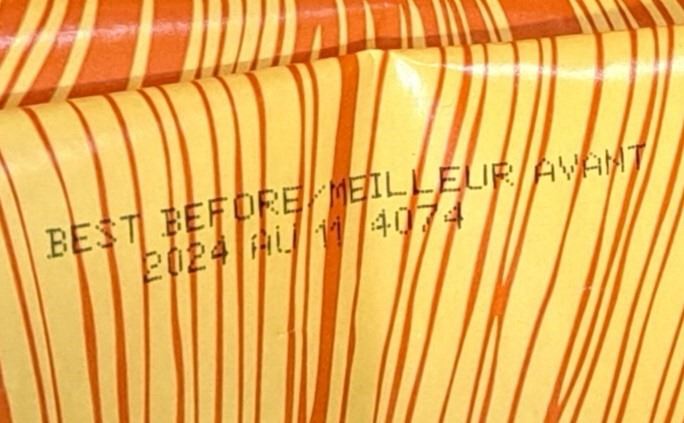 BEST BEFORE/MEILLEUR AVANT
2024 AU 11 4074